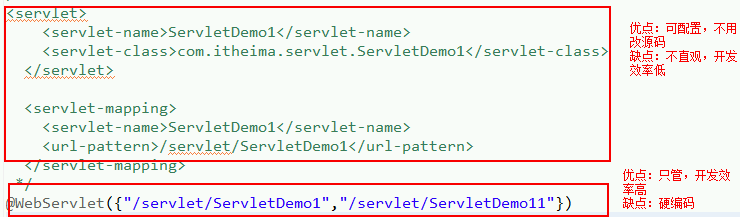 <servlet>
<servlet-name>ServletDemo1</servlet-name>
<servlet-class>com.itheima.servlet.ServletDemo1</servlet-class>
</servlet>
<servlet-mapping>
<servlet-name>ServletDemo1</servlet-name>
<url-pattern>/servlet/ServletDemo1</url-pattern>
</servlet-mapping>
*/
@WebServlet({"/servlet/ServletDemo1","/servlet/ServletDemo11"})
优点：可配置，不用
改源码
缺点：不直观，开发
效率低
优点：只管，开发效
率高
缺点：硬编码